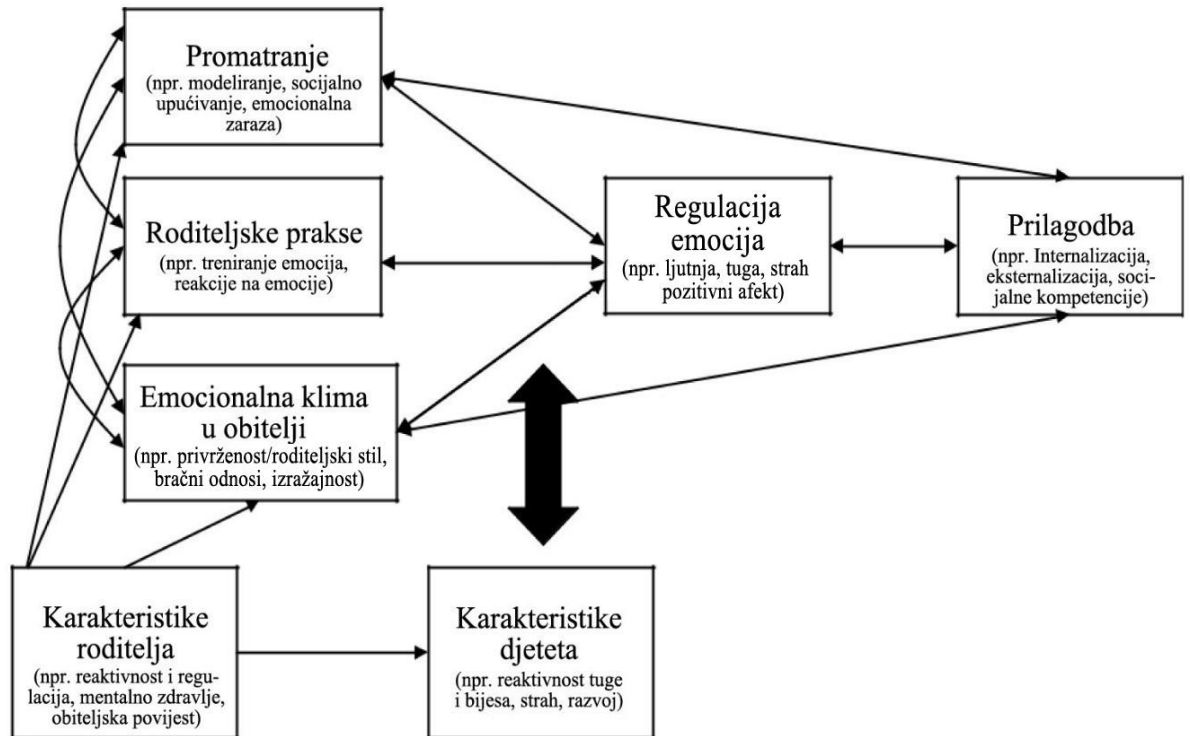 Promatranje
(npr. modeliranje, socijalno
upućivanje, emocionalna
zaraza)
Roditeljske prakse
(npr. treniranje emocija,
reakcije na emocije)
Regulacija
emocija
(npr. ljutnja, tuga, strah
pozitivni afekt)
Prilagodba
(npr. Internalizacija,
eksternalizacija, soci-
jalne kompetencije)
Emocionalna klima
u obitelji
(npr. privrženost/roditeljski stil,
bračni odnosi, izražajnost)
Karakteristike
roditelja
(npr. reaktivnost i regu-
lacija, mentalno zdravlje,
obiteljska povijest)
Karakteristike
djeteta
(npr. reaktivnost tuge
i bijesa, strah, razvoj)